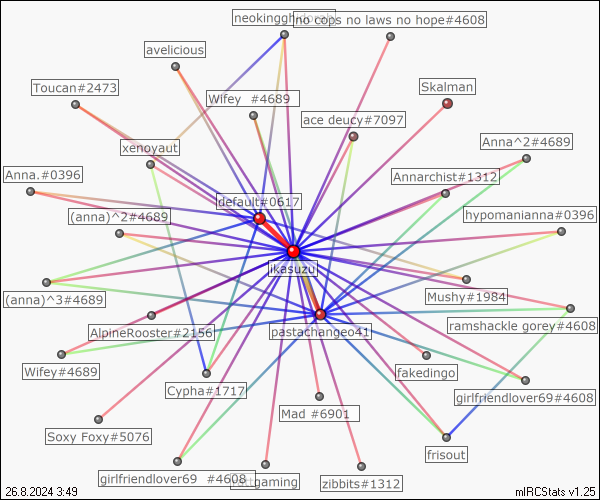 neokingghidorah
no cops no laws no hope#4608
avelicious
Toucan#2473
Skalman
Wifey #4689
ace deucy#7097
xenoyaut
Anna^2#4689
Anna.#0396
Annarchist#1312
default#0617
(anna)^2#4689
hypomanianna#0396
ikasuzu
(anna)^3#4689
Mushy#1984
AlpineRooster#2156
pastachangeo41
ramshackle gorey#4608
Wifey#4689
fakedingo
Cypha#1717
girlfriendlover69#4608
Mad #6901
Soxy Foxy#5076
frisout
girlfriendlover69 #4608
zibbits#1312
26.8.2024 3:49
mIRCStats v1.25